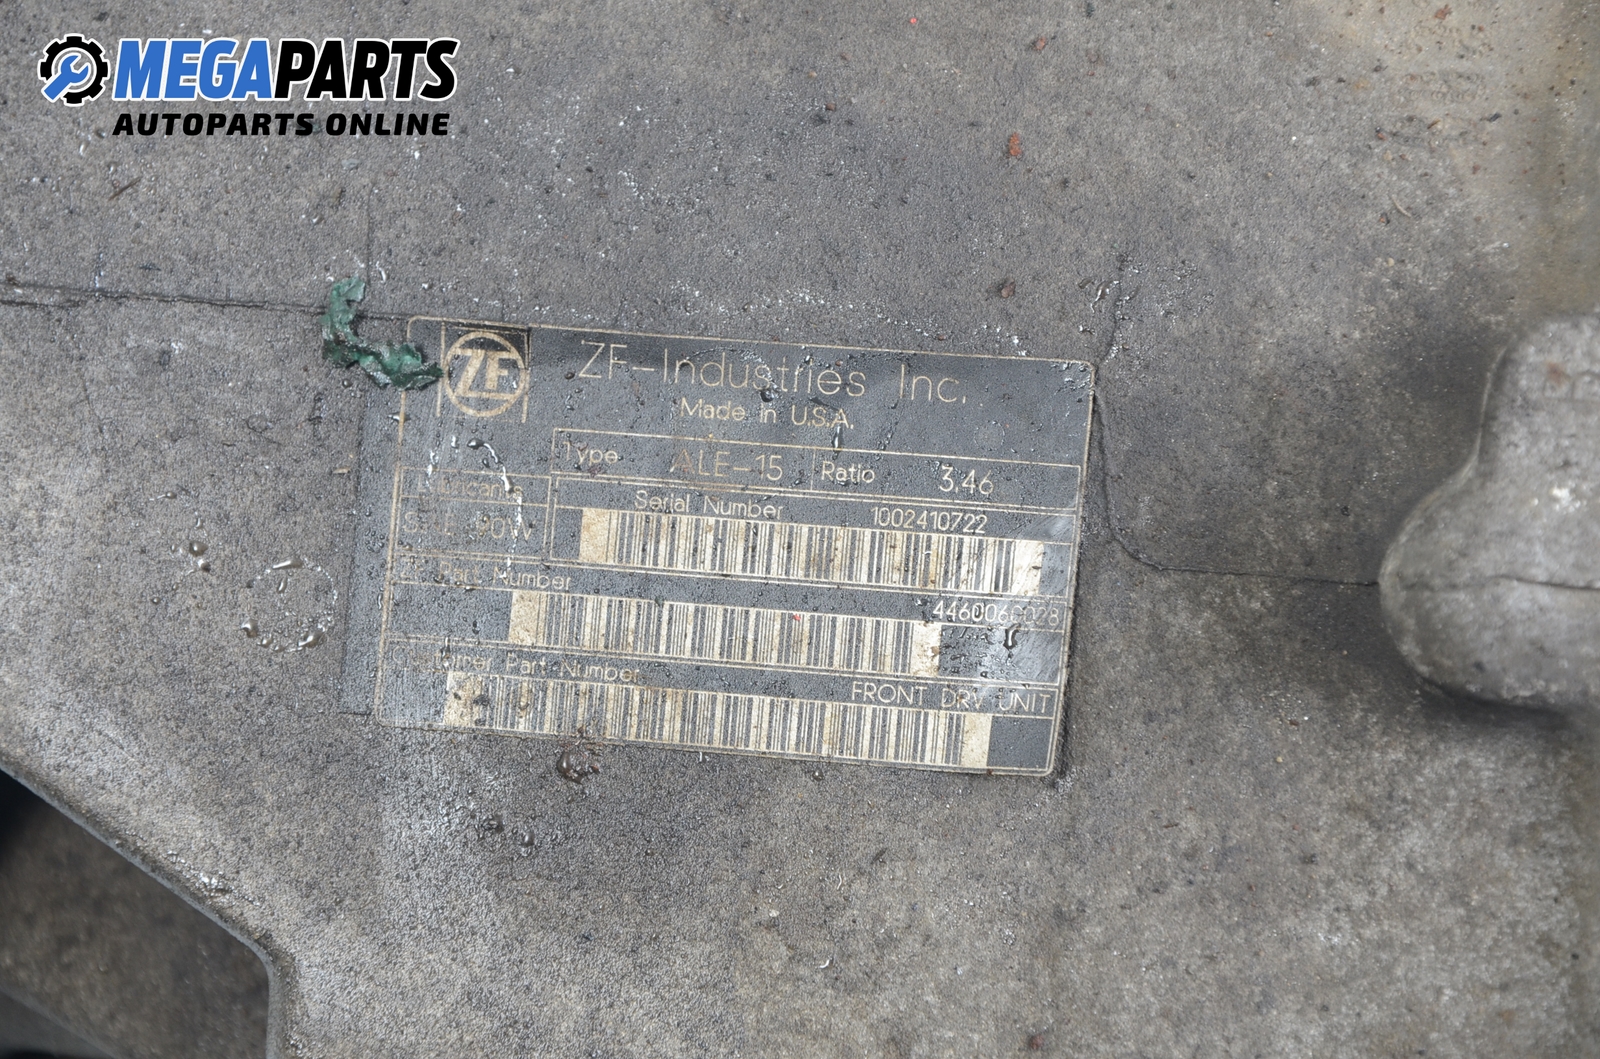 MEGAPARTS
AUTOPARTS ONLINE
ZF
ZF-Industries Inc.
Made in U.S.A.
Type ALE-15 Ratio 3.46
Serial Number 1002410722
Part Number
4460060028
Part Number
FRONT DRV UNIT